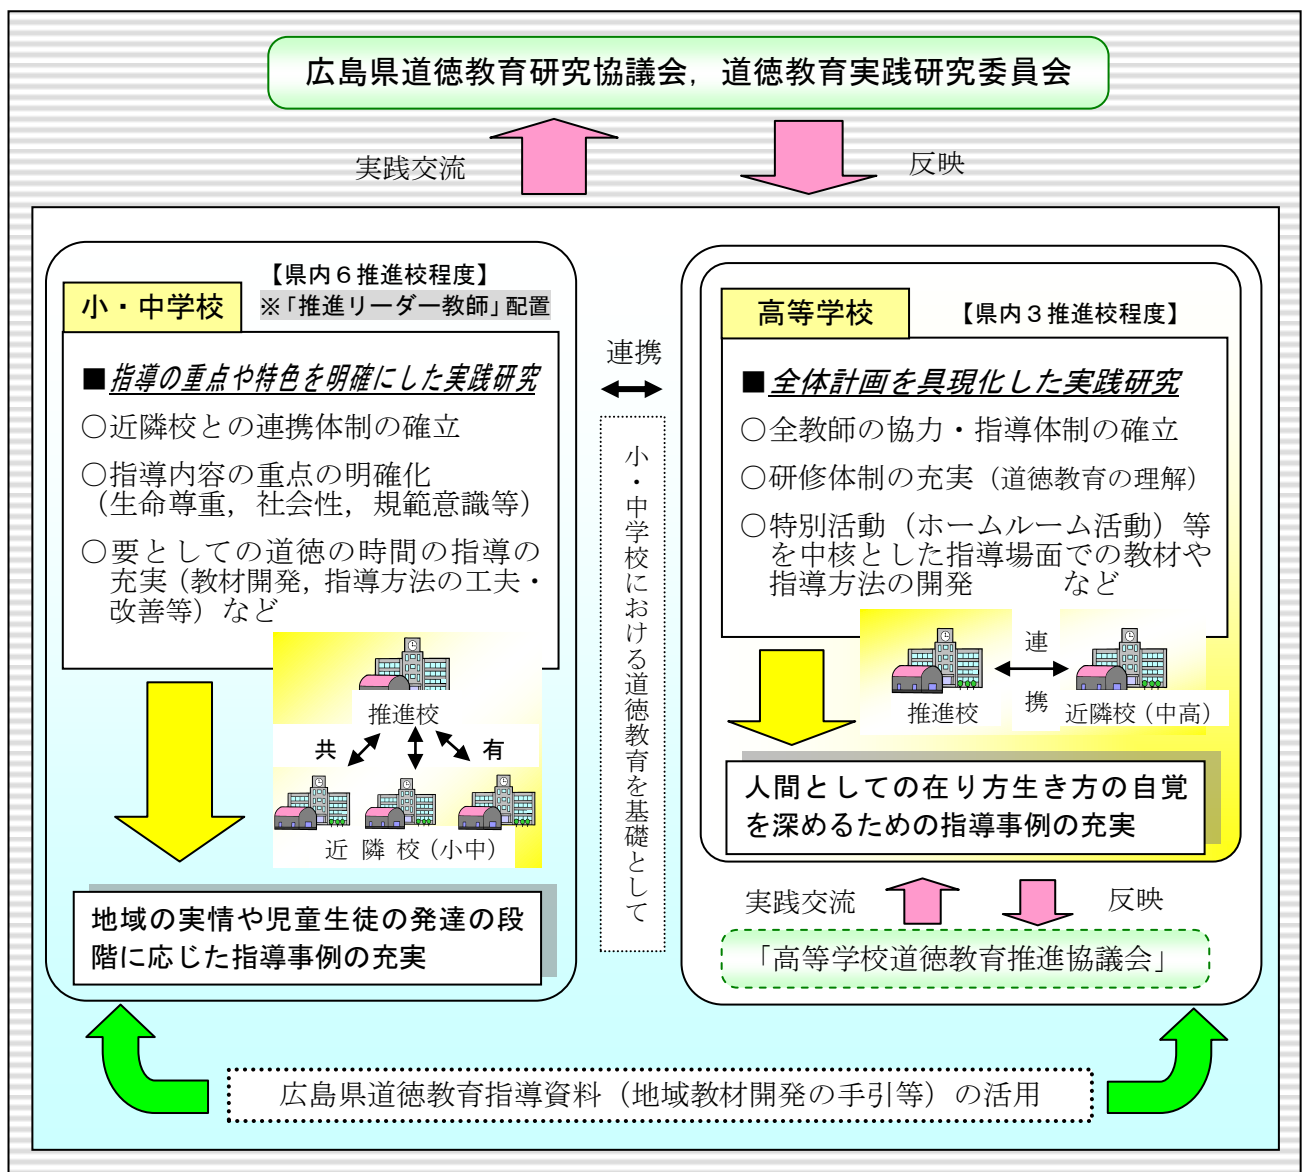 広島県道徳教育研究協議会，道徳教育実践研究委員会
実践交流
反映
【県内６推進校程度】
※「推進リーダー教師」配置
小・中学校
■指導の重点や特色を明確にした実践研究
○近隣校との連携体制の確立
○指導内容の重点の明確化
（生命尊重，社会性，規範意識等）
○要としての道徳の時間の指導の
充実（教材開発，指導方法の工夫・
改善等）など
推進校
共
有
近 隣 校（小中）
地域の実情や児童生徒の発達の段
階に応じた指導事例の充実
連携
小・中学校における道徳教育を基礎として
高等学校
【県内３推進校程度】
■全体計画を具現化した実践研究
○全教師の協力・指導体制の確立
○研修体制の充実（道徳教育の理解）
○特別活動（ホームルーム活動）等
を中核とした指導場面での教材や
指導方法の開発　　　など
推進校
連
携
近隣校（中高）
人間としての在り方生き方の自覚
を深めるための指導事例の充実
実践交流
反映
「高等学校道徳教育推進協議会」
広島県道徳教育指導資料（地域教材開発の手引等）の活用